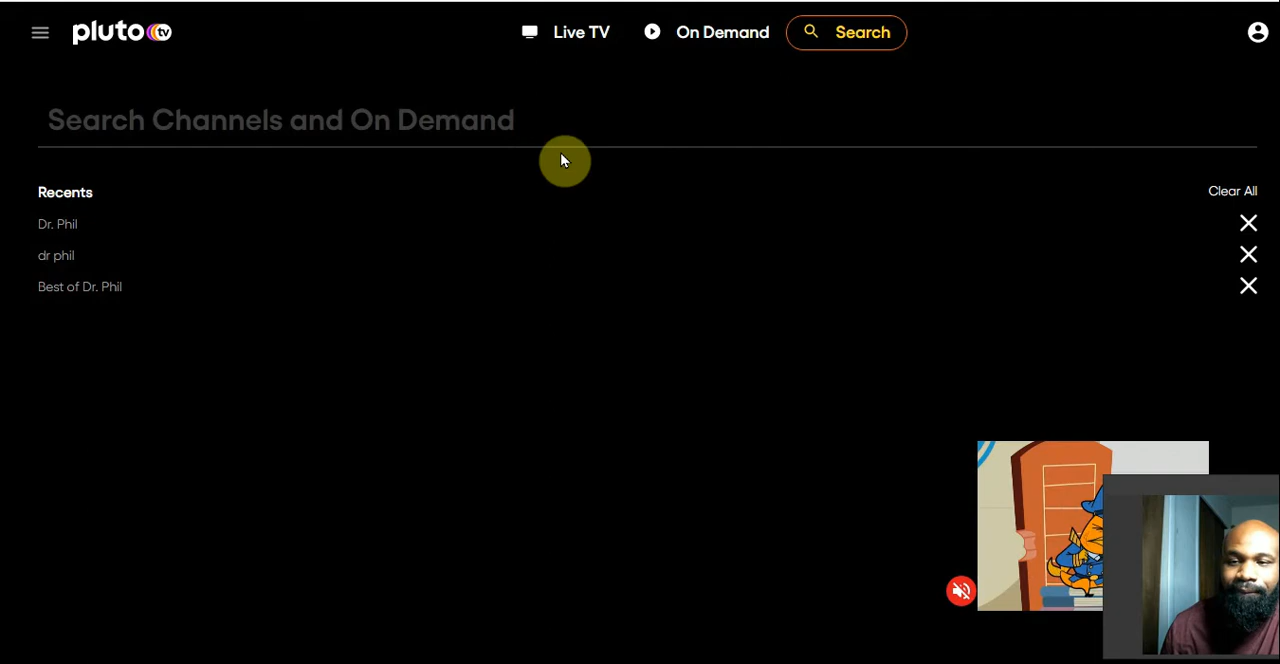 pluto tv
Live TV
On Demand
Search
Search Channels and On Demand
Recents
Clear All
Dr. Phil
dr phil
Best of Dr. Phil